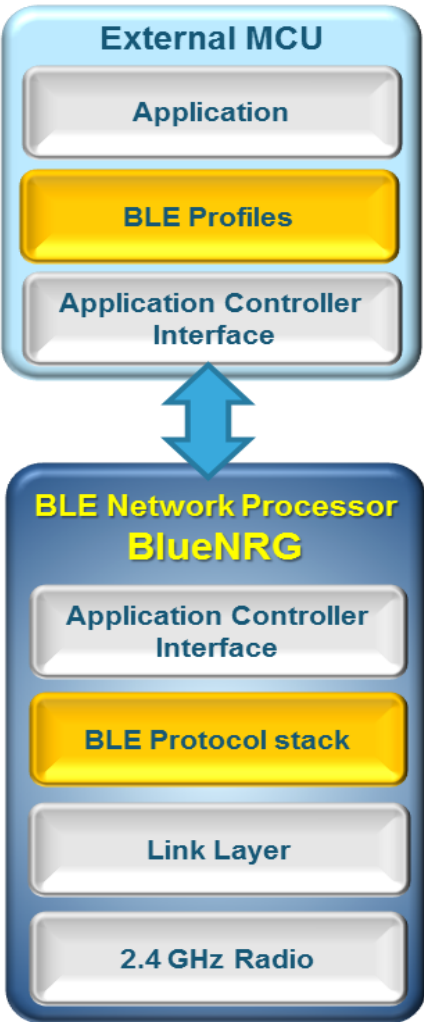 External MCU
Application
BLE Profiles
Application Controller
Interface
BLE Network Processor
BlueNRG
Application Controller
Interface
BLE Protocol stack
Link Layer
2.4 GHz Radio